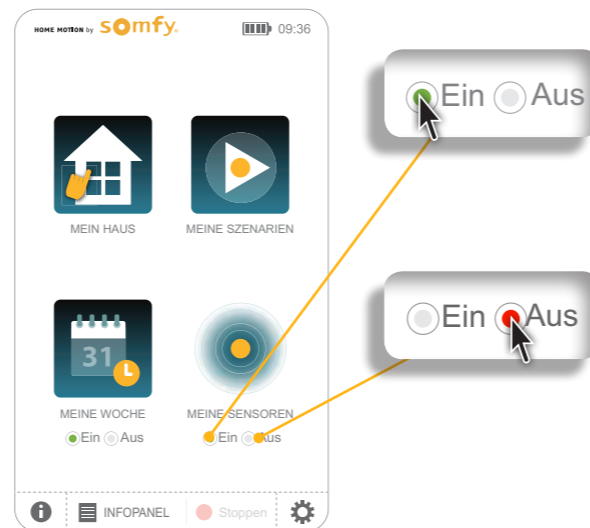 HOME MOTION by somfy. 09:36
Ein Aus
MEIN HAUS MEINE SZENARIEN
31
Ein Aus
MEINE WOCHE MEINE SENSOREN
Ein Aus Ein Aus
INFOPANEL Stoppen